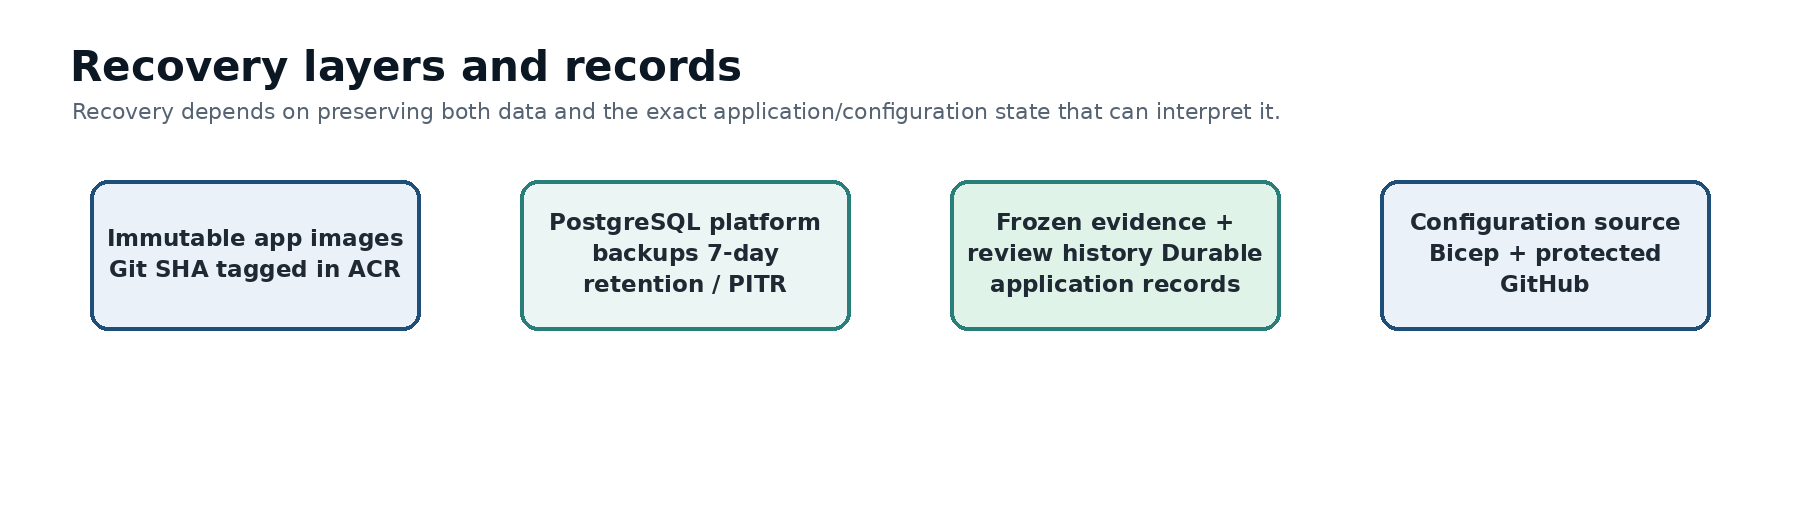 Recovery layers and records
Recovery depends on preserving both data and the exact application/configuration state that can interpret it.
Immutable app images
Git SHA tagged in ACR
PostgreSQL platform
backups 7-day
retention / PITR
Frozen evidence +
review history Durable
application records
Configuration source
Bicep + protected
GitHub